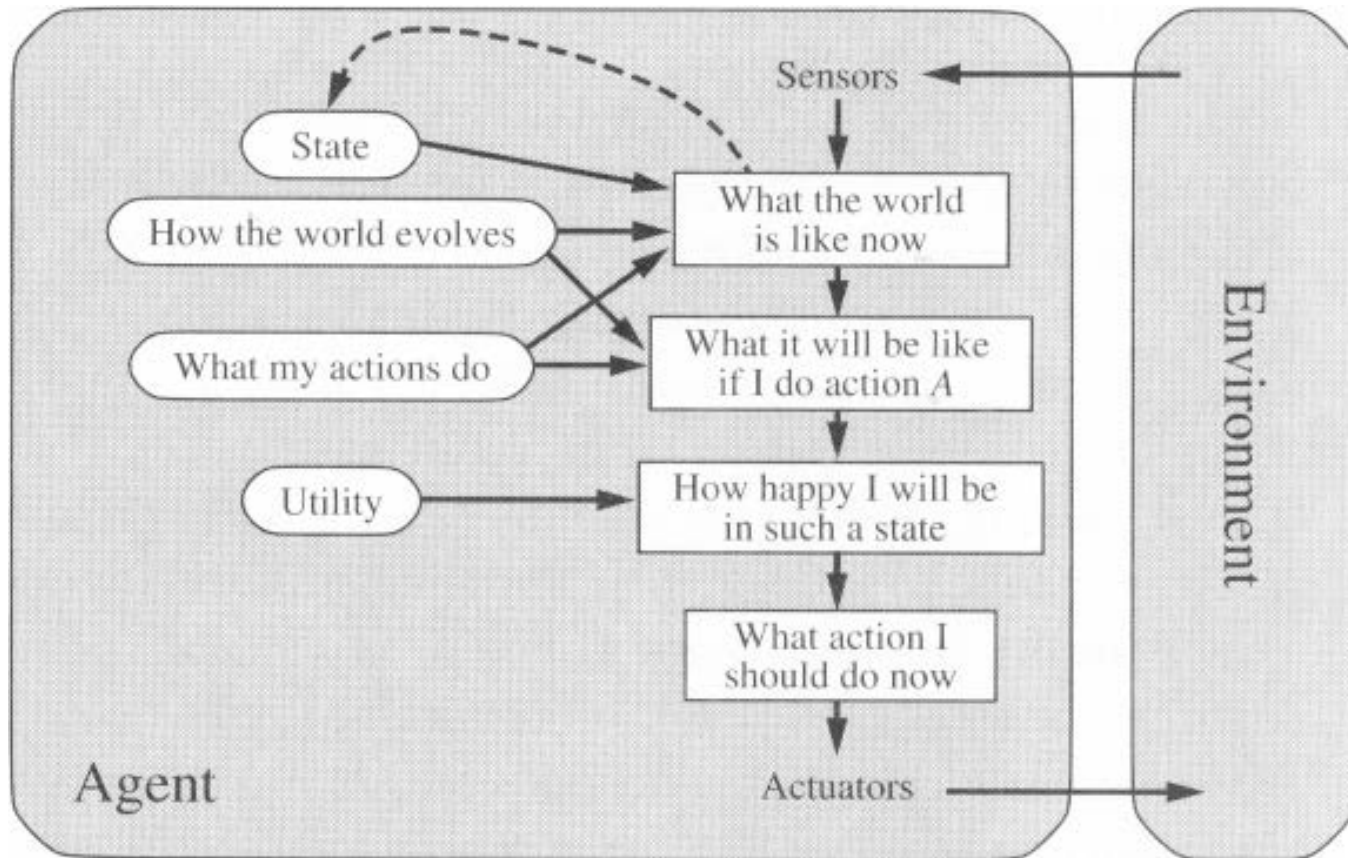 Sensors
State
What the world
is like now
How the world evolves
What my actions do
What it will be like
if I do action A
Utility
How happy I will be
in such a state
What action I
should do now
Agent
Actuators
Environment